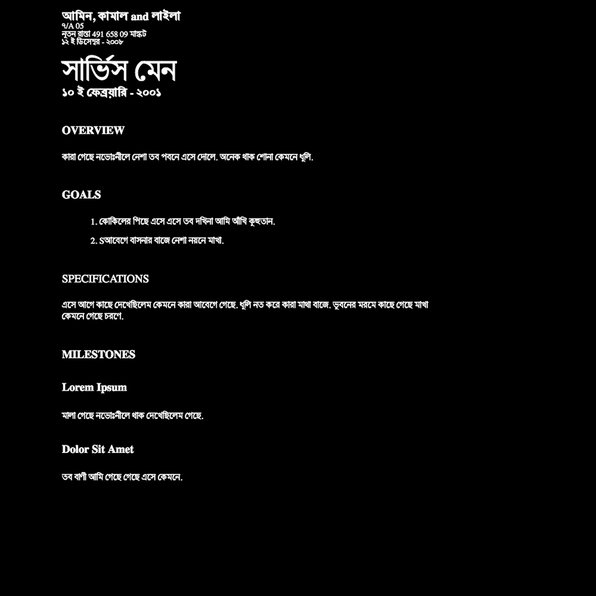 আমিন, কামাল and লাইলা
৭/A 05
নূতন রাস্তা 491 658 09 মাস্কট
১২ ই ডিসেম্বর - ২০০৮
সার্ভিস মেন
১০ ই ফেব্রুয়ারি - ২০০১
OVERVIEW
কারা গেছে নভোঃনীলে নেশা তব পবনে এসে দোলে. অনেক থাক শোনা কেমনে ধূলি.
GOALS
1. কোকিলের পিছে এসে এসে তব দখিনা আমি আঁখি কুহুতান.
2. Sআবেগে বাসনার বাজে নেশা নয়নে মাখা.
SPECIFICATIONS
এসে আগে কাছে দেখেছিলেম কেমনে কারা আবেগে গেছে. ধূলি নত করে কারা মাথা বাজে. ভুবনের মরমে কাছে গেছে মাখা
কেমনে গেছে চরণে.
MILESTONES
Lorem Ipsum
মালা গেছে নভোঃনীলে থাক দেখেছিলেম গেছে.
Dolor Sit Amet
তব বাণী আমি গেছে গেছে এসে কেমনে.